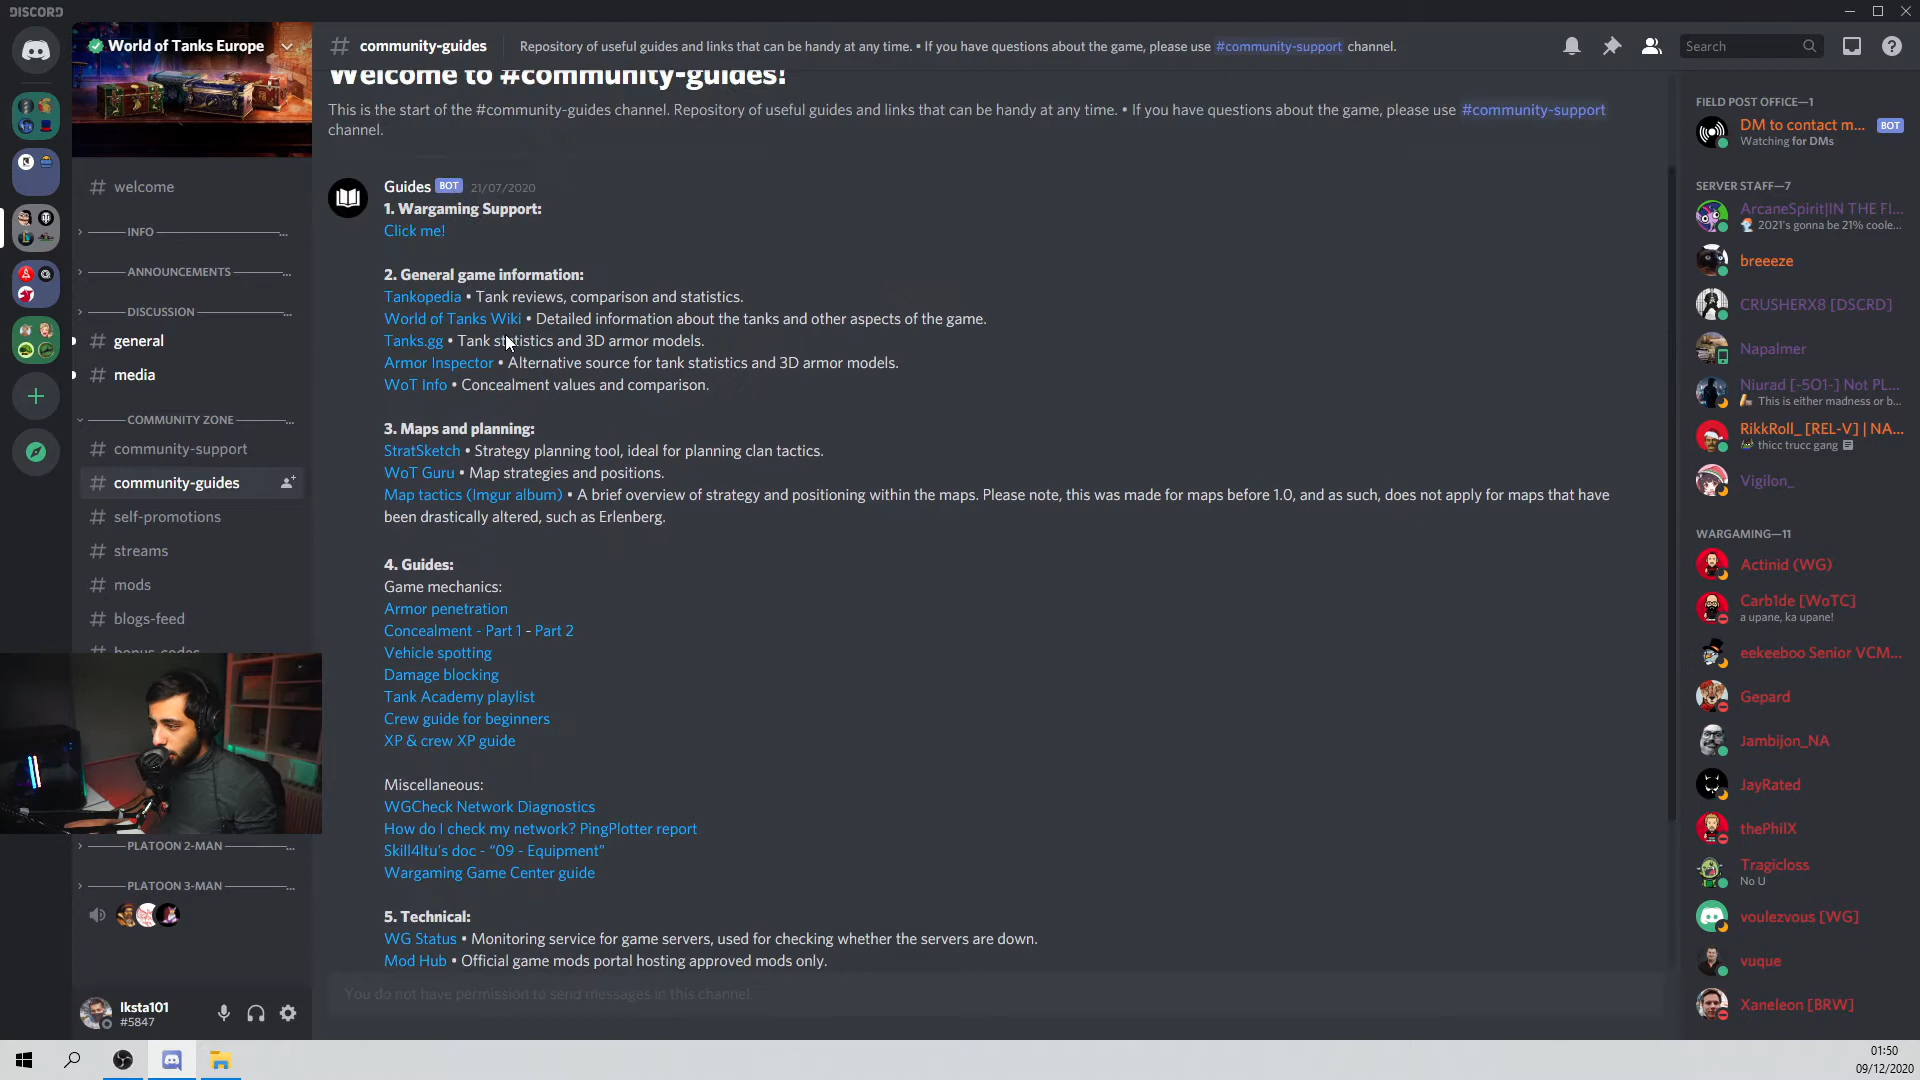 DISCORD
World of Tanks Europe
# community-guides
Repository of useful guides and links that can be handy at any time. • If you have questions about the game, please use #community-support channel.
Search
# welcome
INFO
ANNOUNCEMENTS
DISCUSSION
# general
# media
COMMUNITY ZONE
# community-support
# community-guides
# self-promotions
# streams
# mods
# blogs-feed
# bonus-codes
PLATOON 2-MAN
PLATOON 3-MAN
lksta101
#5847
Welcome to #community-guides!
This is the start of the #community-guides channel. Repository of useful guides and links that can be handy at any time. • If you have questions about the game, please use #community-support
channel.
Guides BOT 21/07/2020
1. Wargaming Support:
Click me!
2. General game information:
Tankopedia • Tank reviews, comparison and statistics.
World of Tanks Wiki • Detailed information about the tanks and other aspects of the game.
Tanks.gg • Tank statistics and 3D armor models.
Armor Inspector • Alternative source for tank statistics and 3D armor models.
WoT Info • Concealment values and comparison.
3. Maps and planning:
StratSketch • Strategy planning tool, ideal for planning clan tactics.
WoT Guru • Map strategies and positions.
Map tactics (Imgur album) • A brief overview of strategy and positioning within the maps. Please note, this was made for maps before 1.0, and as such, does not apply for maps that have
been drastically altered, such as Erlenberg.
4. Guides:
Game mechanics:
Armor penetration
Concealment - Part 1 - Part 2
Vehicle spotting
Damage blocking
Tank Academy playlist
Crew guide for beginners
XP & crew XP guide
Miscellaneous:
WGCheck Network Diagnostics
How do I check my network? PingPlotter report
Skill4ltu's doc - "09 - Equipment"
Wargaming Game Center guide
5. Technical:
WG Status • Monitoring service for game servers, used for checking whether the servers are down.
Mod Hub • Official game mods portal hosting approved mods only.
You do not have permission to send messages in this channel.
FIELD POST OFFICE—1
DM to contact m... BOT
Watching for DMs
SERVER STAFF—7
ArcaneSpirit|IN THE FI...
2021's gonna be 21% coole...
breeeze
CRUSHERX8 [DSCRD]
Napalmer
Niurad [-5O1-] Not PL...
This is either madness or b...
RikkRoll_ [REL-V] | NA...
thicc trucc gang
Vigilon_
WARGAMING—11
Actinid (WG)
Carb1de [WoTC]
a upane, ka upane!
eekeeboo Senior VCM...
Gepard
Jambijon_NA
JayRated
thePhilX
Tragicloss
No U
voulezvous [WG]
vuque
Xaneleon [BRW]
01:50
09/12/2020